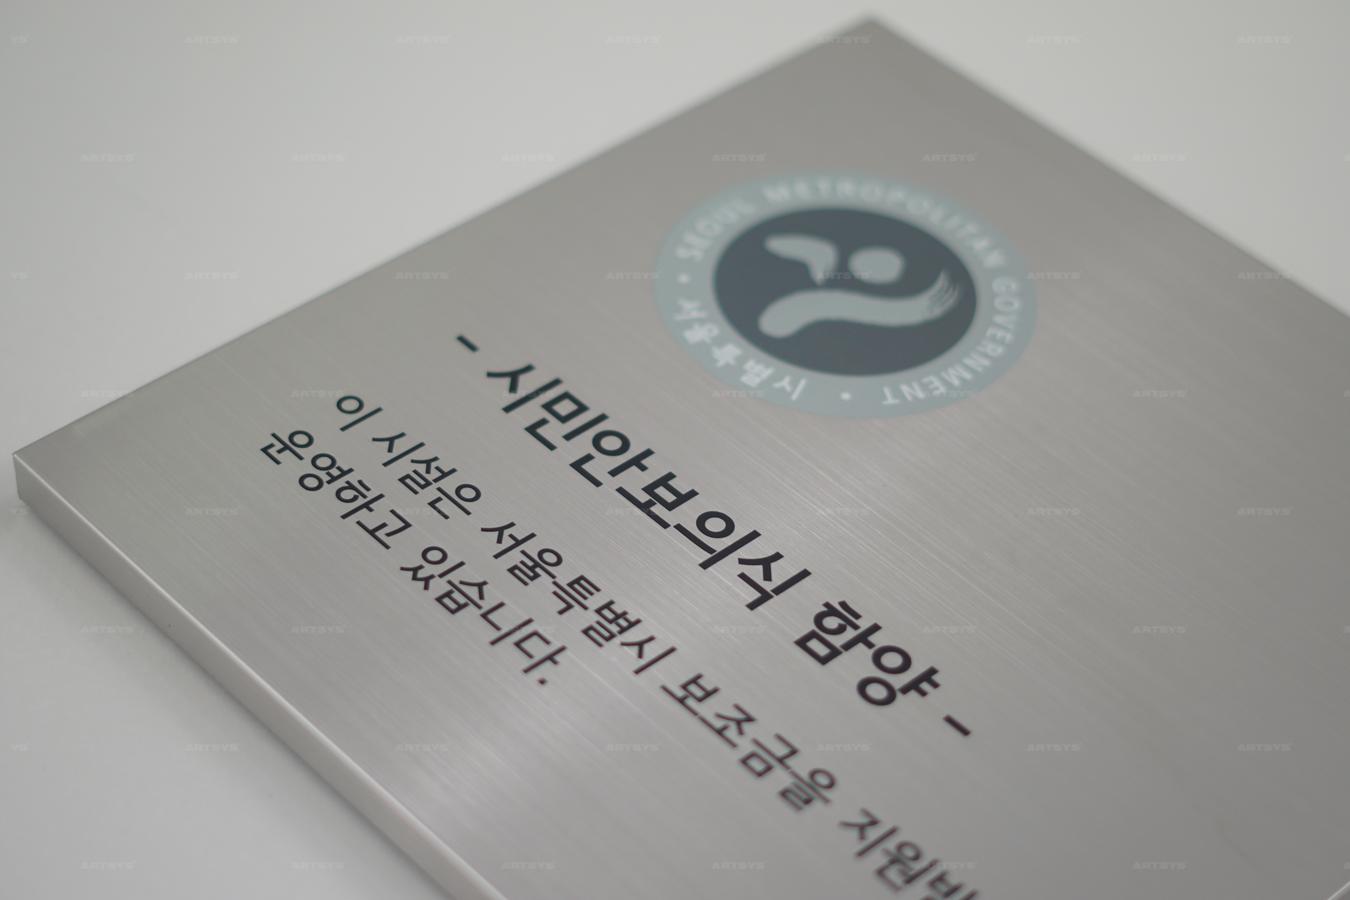 SEOUL METROPOLITAN GOVERNMENT
서울특별시
- 시민안보의식 함양 -
이 시설은 서울특별시 보조금을 지원받
운영하고 있습니다.
ARTSYS